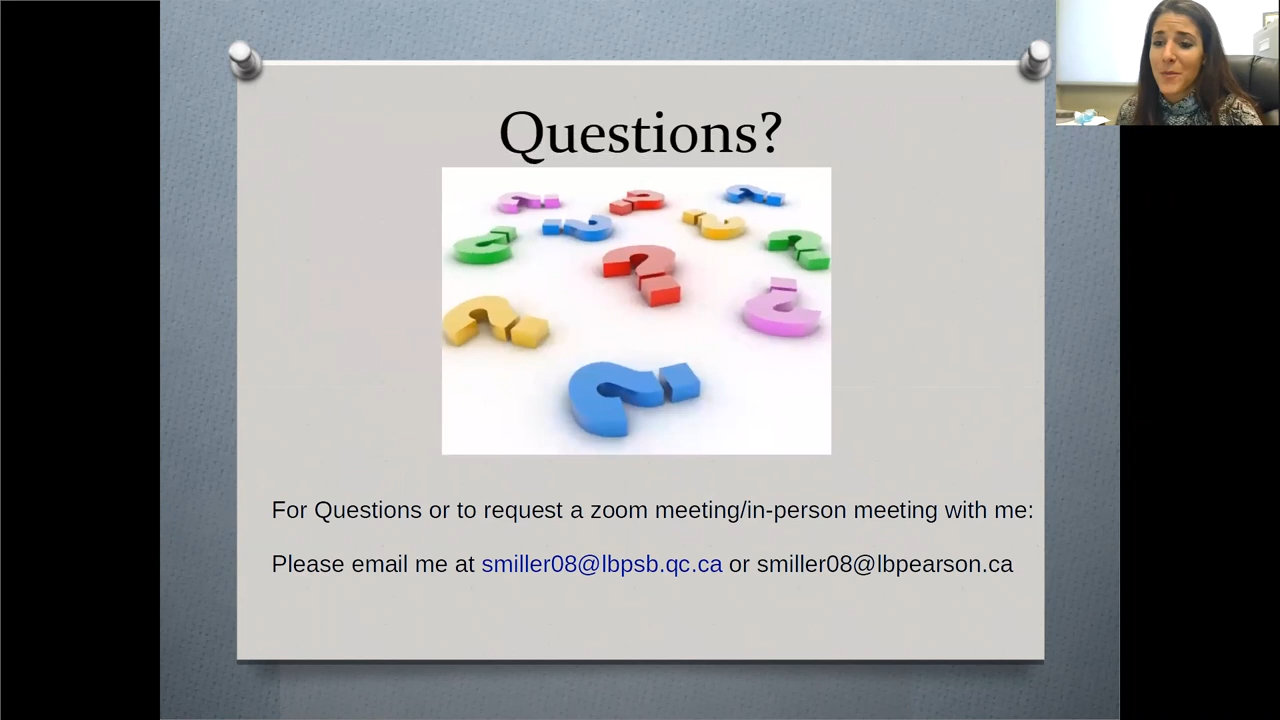 Questions?
For Questions or to request a zoom meeting/in-person meeting with me:
Please email me at smiller08@lbpsb.qc.ca or smiller08@lbpearson.ca